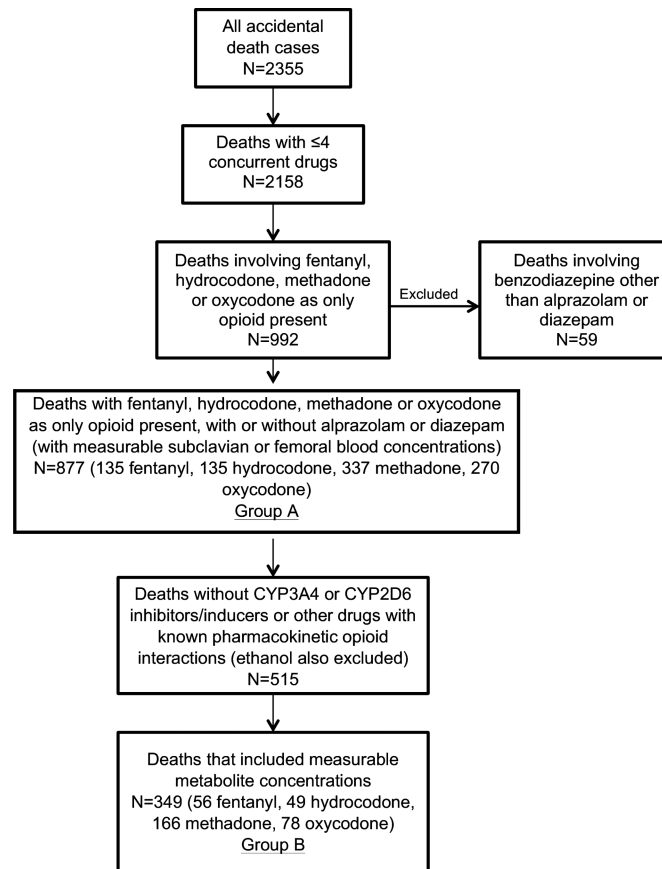 All accidental
death cases
N=2355
Deaths with ≤4
concurrent drugs
N=2158
Deaths involving fentanyl,
hydrocodone, methadone
or oxycodone as only
opioid present
N=992
Excluded
Deaths involving
benzodiazepine other
than alprazolam or
diazepam
N=59
Deaths with fentanyl, hydrocodone, methadone or oxycodone
as only opioid present, with or without alprazolam or diazepam
(with measurable subclavian or femoral blood concentrations)
N=877 (135 fentanyl, 135 hydrocodone, 337 methadone, 270
oxycodone)
Group A
Deaths without CYP3A4 or CYP2D6
inhibitors/inducers or other drugs with
known pharmacokinetic opioid
interactions (ethanol also excluded)
N=515
Deaths that included measurable
metabolite concentrations
N=349 (56 fentanyl, 49 hydrocodone,
166 methadone, 78 oxycodone)
Group B